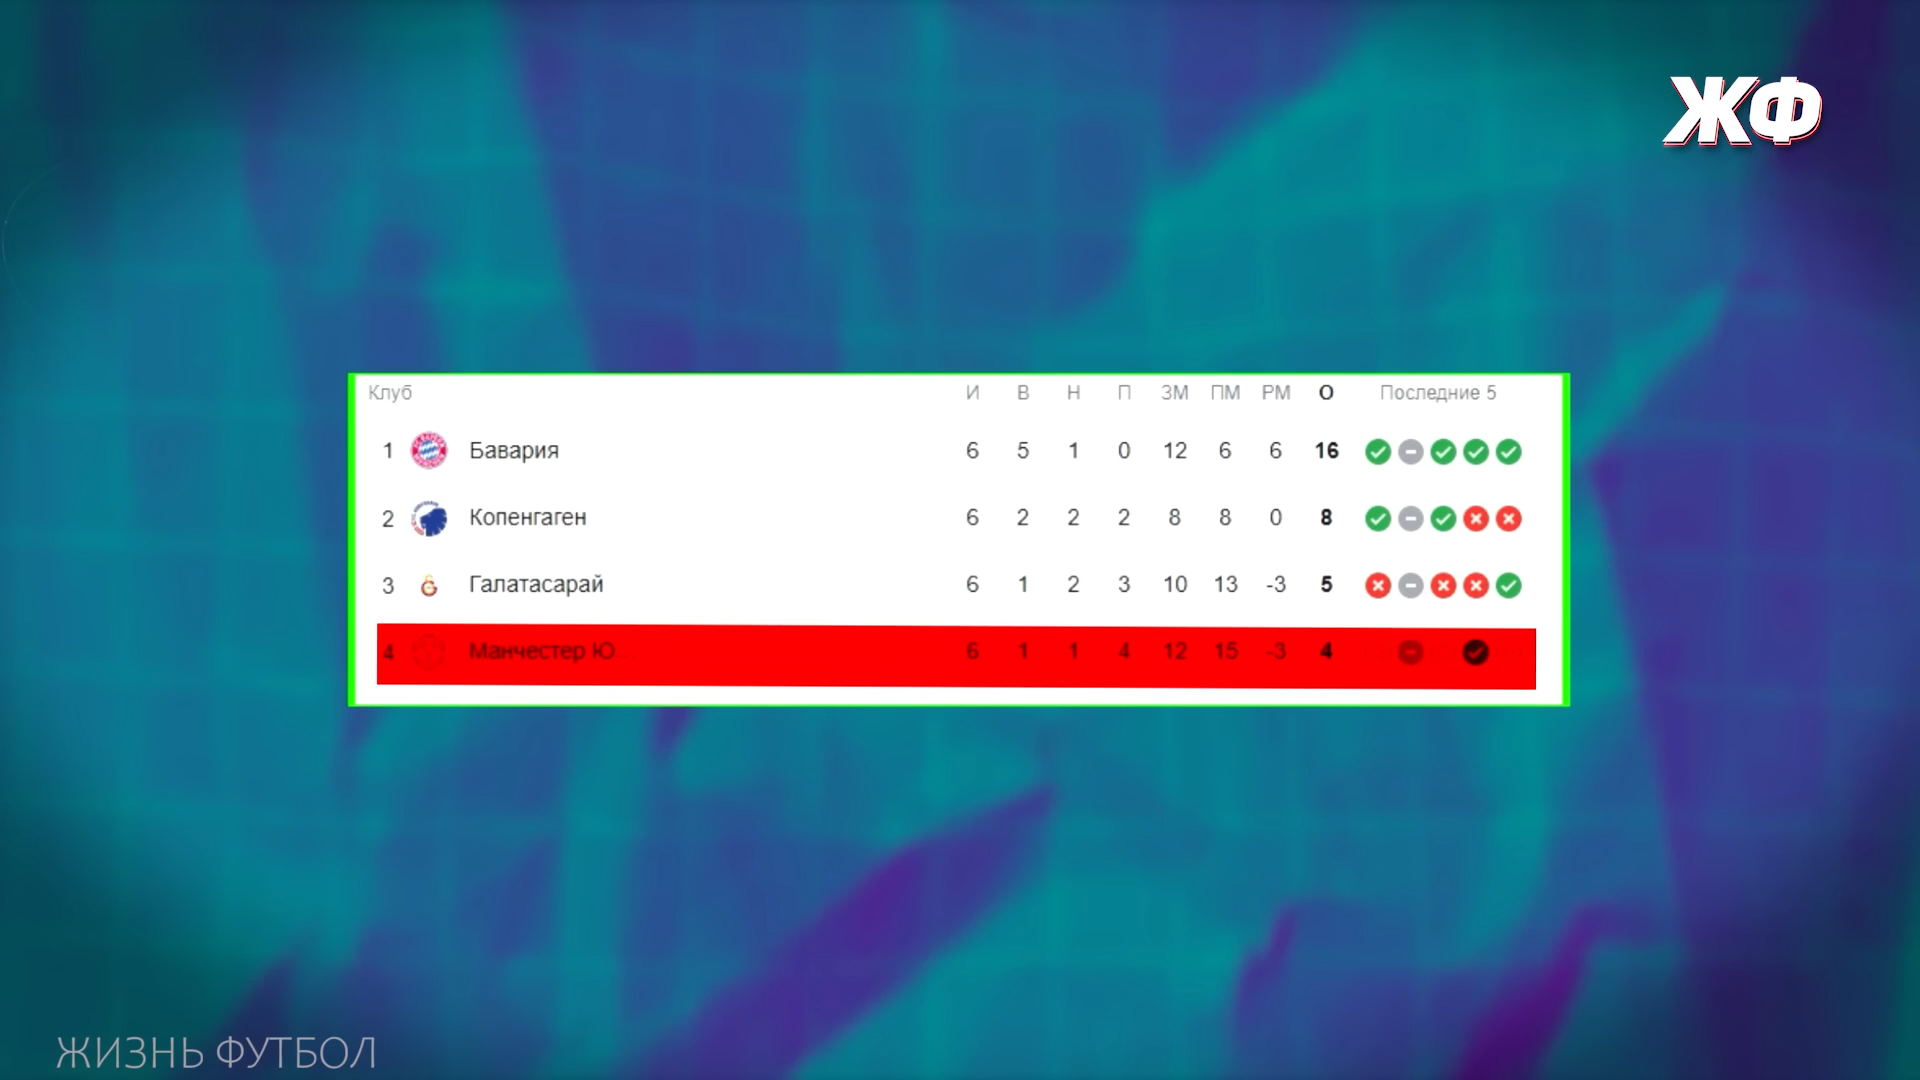 ЖФ
Клуб И В Н П ЗМ ПМ РМ О Последние 5
1 Бавария 6 5 1 0 12 6 6 16
2 Копенгаген 6 2 2 2 8 8 0 8
3 Галатасарай 6 1 2 3 10 13 -3 5
4 Манчестер Ю... 6 1 1 4 12 15 -3 4
ЖИЗНЬ ФУТБОЛ